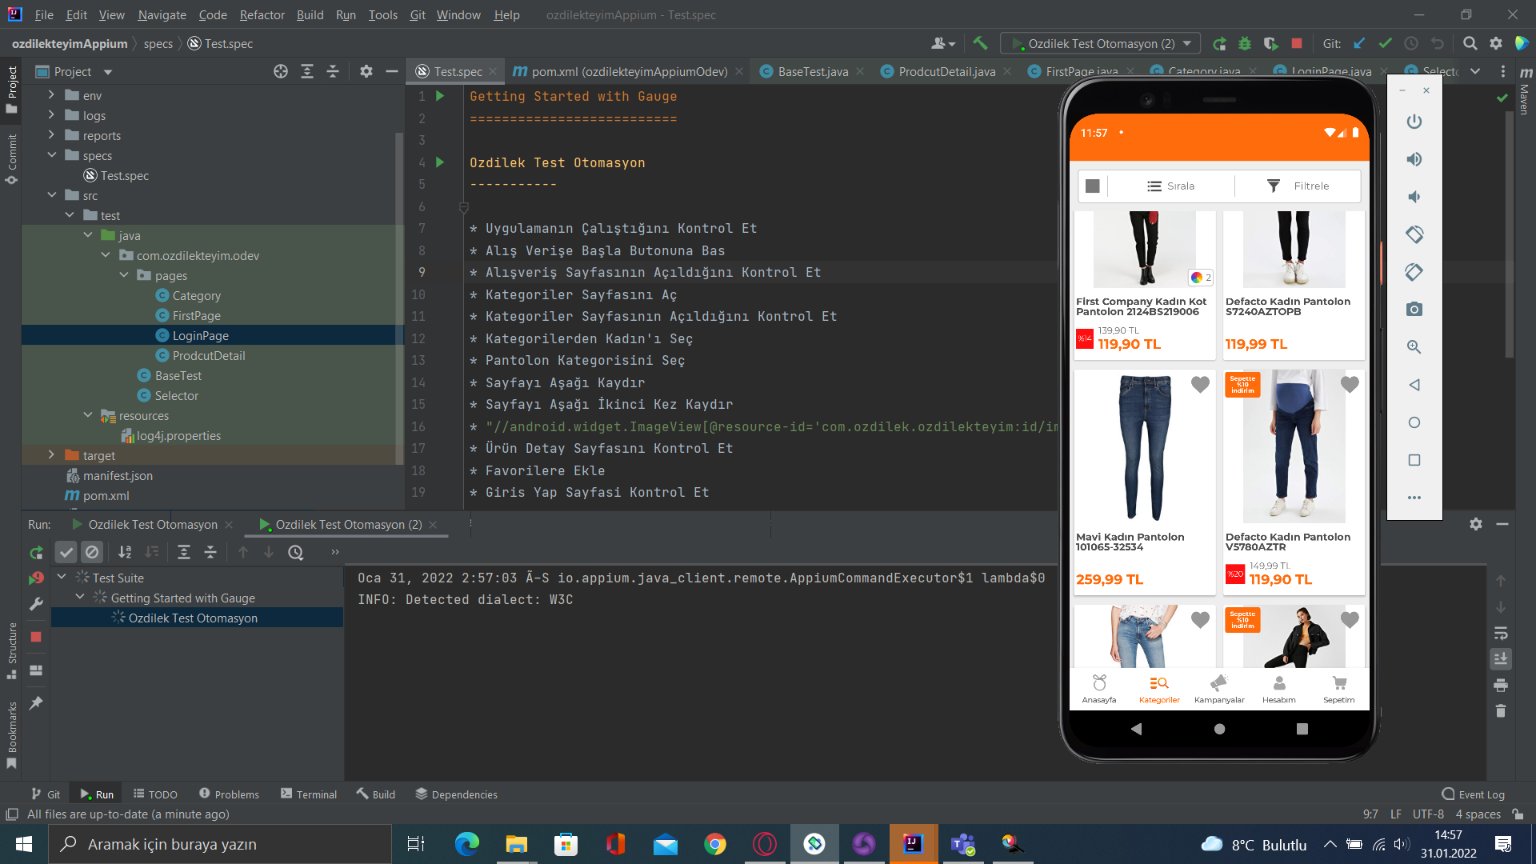 File Edit View Navigate Code Refactor Build Run Tools Git Window Help ozdilekteyimAppium - Test.spec
ozdilekteyimAppium specs Test.spec
Ozdilek Test Otomasyon (2) Git:
Project
Test.spec pom.xml (ozdilekteyimAppiumOdev) BaseTest.java ProdcutDetail.java FirstPage.java Category.java LoginPage.java
Project
Commit
Structure
Bookmarks
Maven
env
logs
reports
specs
Test.spec
src
test
java
com.ozdilekteyim.odev
pages
Category
FirstPage
LoginPage
ProdcutDetail
BaseTest
Selector
resources
log4j.properties
target
manifest.json
pom.xml
1 Getting Started with Gauge
2 ==========================
3
4 Ozdilek Test Otomasyon
5 -----------
6
7 * Uygulamanın Çalıştığını Kontrol Et
8 * Alış Verişe Başla Butonuna Bas
9 * Alışveriş Sayfasının Açıldığını Kontrol Et
10 * Kategoriler Sayfasını Aç
11 * Kategoriler Sayfasının Açıldığını Kontrol Et
12 * Kategorilerden Kadın'ı Seç
13 * Pantolon Kategorisini Seç
14 * Sayfayı Aşağı Kaydır
15 * Sayfayı Aşağı İkinci Kez Kaydır
16 * "//android.widget.ImageView[@resource-id='com.ozdilek.ozdilekteyim:id/im
17 * Ürün Detay Sayfasını Kontrol Et
18 * Favorilere Ekle
19 * Giris Yap Sayfasi Kontrol Et
11:57
Sırala Filtrele
2
First Company Kadın Kot
Pantolon 2124BS219006
%14 139,90 TL
119,90 TL
Defacto Kadın Pantolon
S7240AZTOPB
119,99 TL
Mavi Kadın Pantolon
101065-32534
259,99 TL
Sepette
%10
indirim
Defacto Kadın Pantolon
V5780AZTR
%20 149,99 TL
119,90 TL
Sepette
%10
indirim
Anasayfa Kategoriler Kampanyalar Hesabım Sepetim
Run: Ozdilek Test Otomasyon Ozdilek Test Otomasyon (2)
Test Suite
Getting Started with Gauge
Ozdilek Test Otomasyon
Oca 31, 2022 2:57:03 Ã-S io.appium.java_client.remote.AppiumCommandExecutor$1 lambda$0
INFO: Detected dialect: W3C
Git Run TODO Problems Terminal Build Dependencies Event Log
All files are up-to-date (a minute ago) 9:7 LF UTF-8 4 spaces
Aramak için buraya yazın
8°C Bulutlu
14:57
31.01.2022